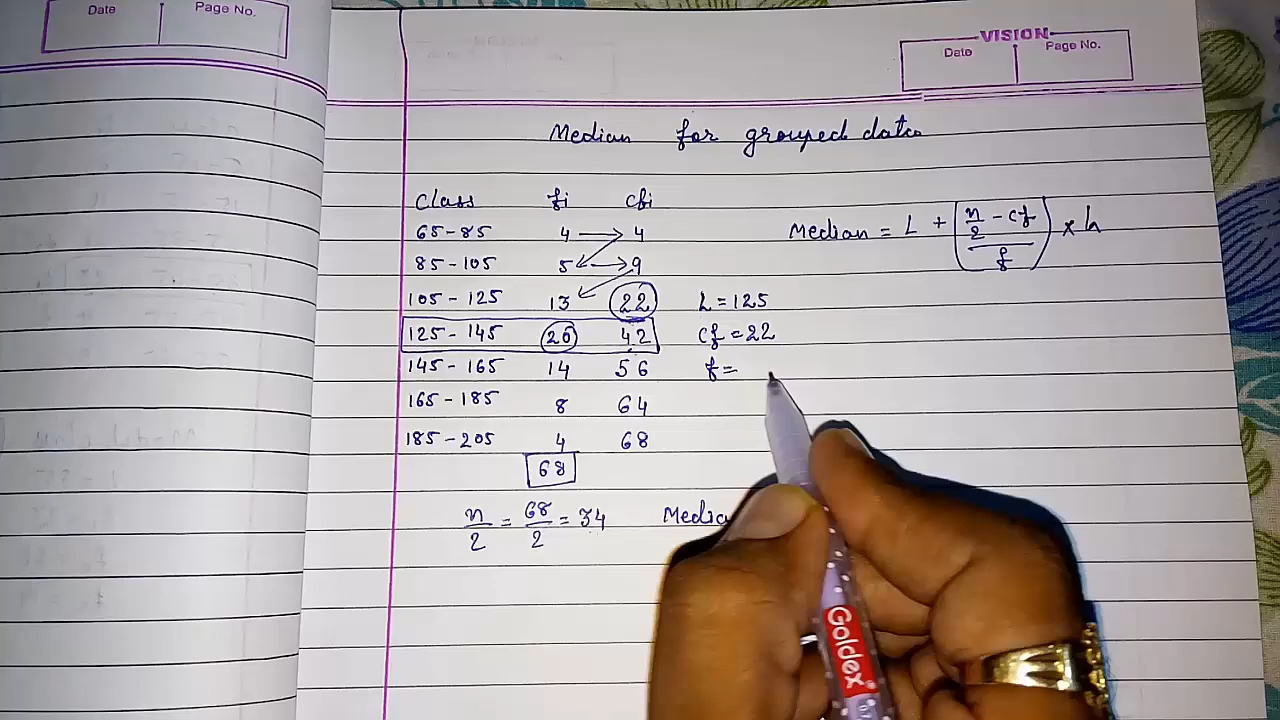 Date Page No.
VISION
Date Page No.
Median for grouped data
Class fi cfi
65-85 4 4
85-105 5 9
Median = L + (n/2 - cf / f) × h
105-125 13 22 L = 125
125-145 20 42 cf = 22
145-165 14 56 f =
165-185 8 64
185-205 4 68
68
n/2 = 68/2 = 34 Media
Goldex